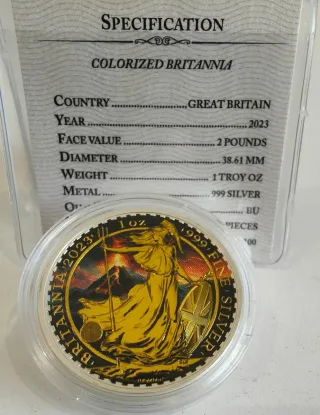 SPECIFICATION
COLORIZED BRITANNIA
COUNTRY ..................... GREAT BRITAIN
YEAR ..................................... 2023
FACE VALUE ......................... 2 POUNDS
DIAMETER ........................... 38.61 MM
WEIGHT ............................. 1 TROY OZ
METAL ............................. .999 SILVER
BU
PIECES
BRITANNIA 2023 1 OZ 999 FINE SILVER